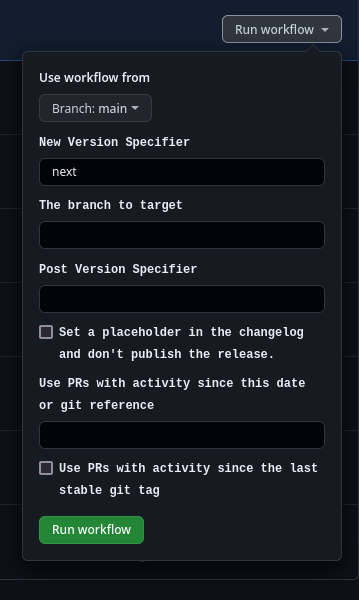 Run workflow
Use workflow from
Branch: main
New Version Specifier
next
The branch to target
Post Version Specifier
Set a placeholder in the changelog
and don't publish the release.
Use PRs with activity since this date
or git reference
Use PRs with activity since the last
stable git tag
Run workflow